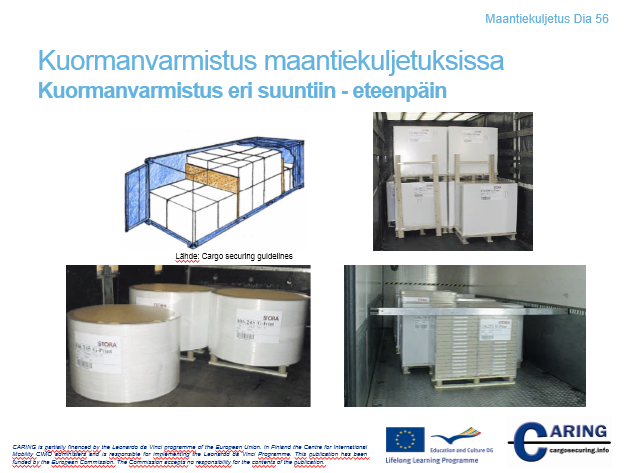 Maantiekuljetus Dia 56
Kuormanvarmistus maantiekuljetuksissa
Kuormanvarmistus eri suuntiin - eteenpäin
Lähde: Cargo securing guidelines
STORA
STORA
CARING is partially financed by the Leonardo da Vinci programme of the European Union. In Finland the Centre for International
Mobility CIMO administers and is responsible for implementing the Leonardo da Vinci Programme. This publication has been
funded by the European Commission. The Commission accepts no responsibility for the contents of the publication.
Education and Culture DG
Lifelong Learning Programme
CARING
cargosecuring.info